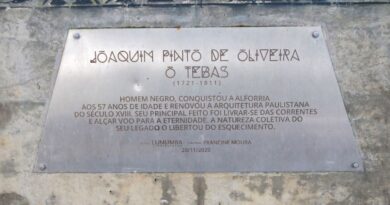 JOAQUIM PINTO DE OLIVEIRA
O TEBAS
(1721-1811)
HOMEM NEGRO, CONQUISTOU A ALFORRIA
AOS 57 ANOS DE IDADE E RENOVOU A ARQUITETURA PAULISTANA
DO SÉCULO XVIII. SEU PRINCIPAL FEITO FOI LIVRAR-SE DAS CORRENTES
E ALÇAR VOO PARA A ETERNIDADE. A NATUREZA COLETIVA DO
SEU LEGADO O LIBERTOU DO ESQUECIMENTO.
LUMUMBA FRANCINE MOURA
20/11/2020